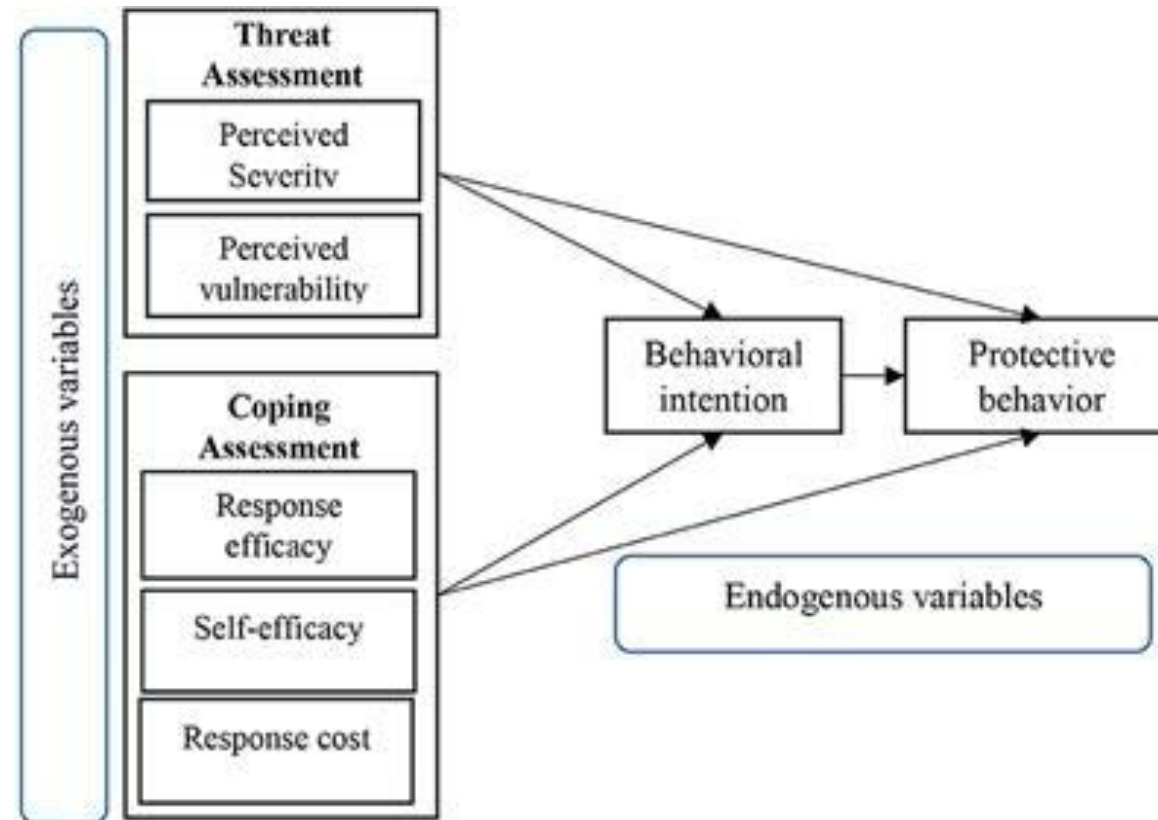 Exogenous variables
Threat
Assessment
Perceived
Severity
Perceived
vulnerability
Coping
Assessment
Response
efficacy
Self-efficacy
Response cost
Behavioral
intention
Protective
behavior
Endogenous variables